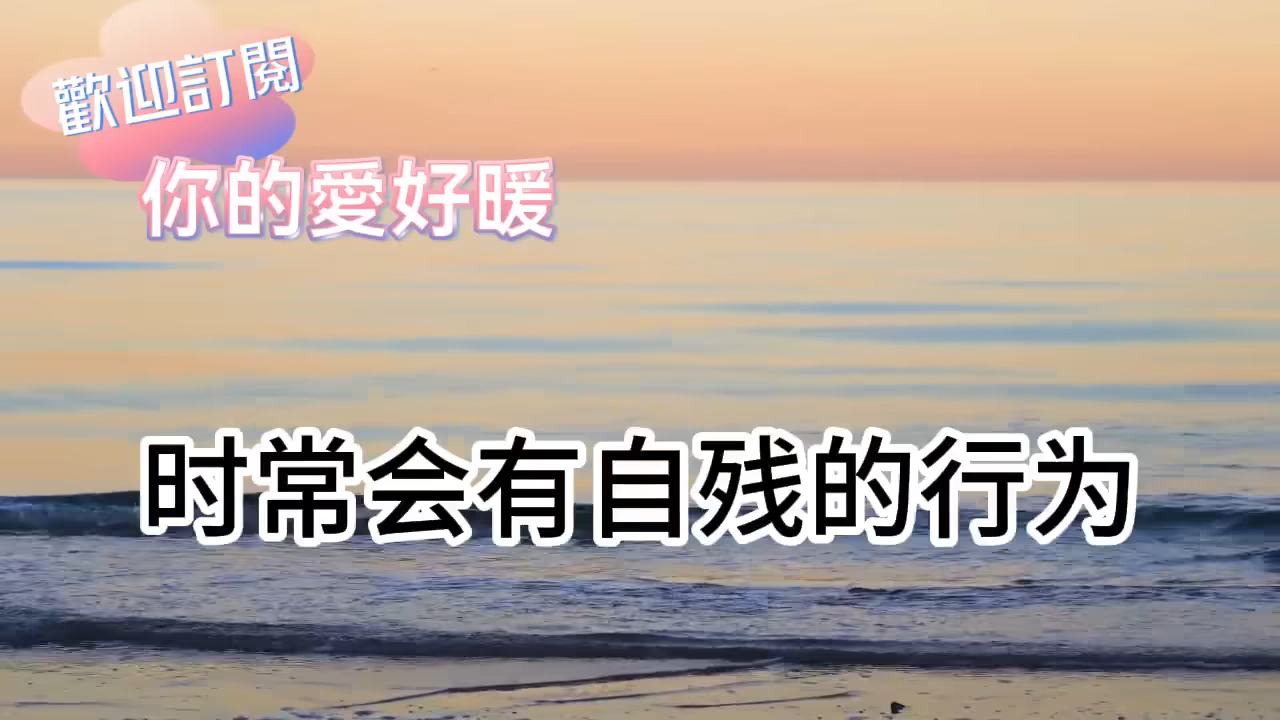 歡迎訂閱
你的愛好暖
时常会有自残的行为